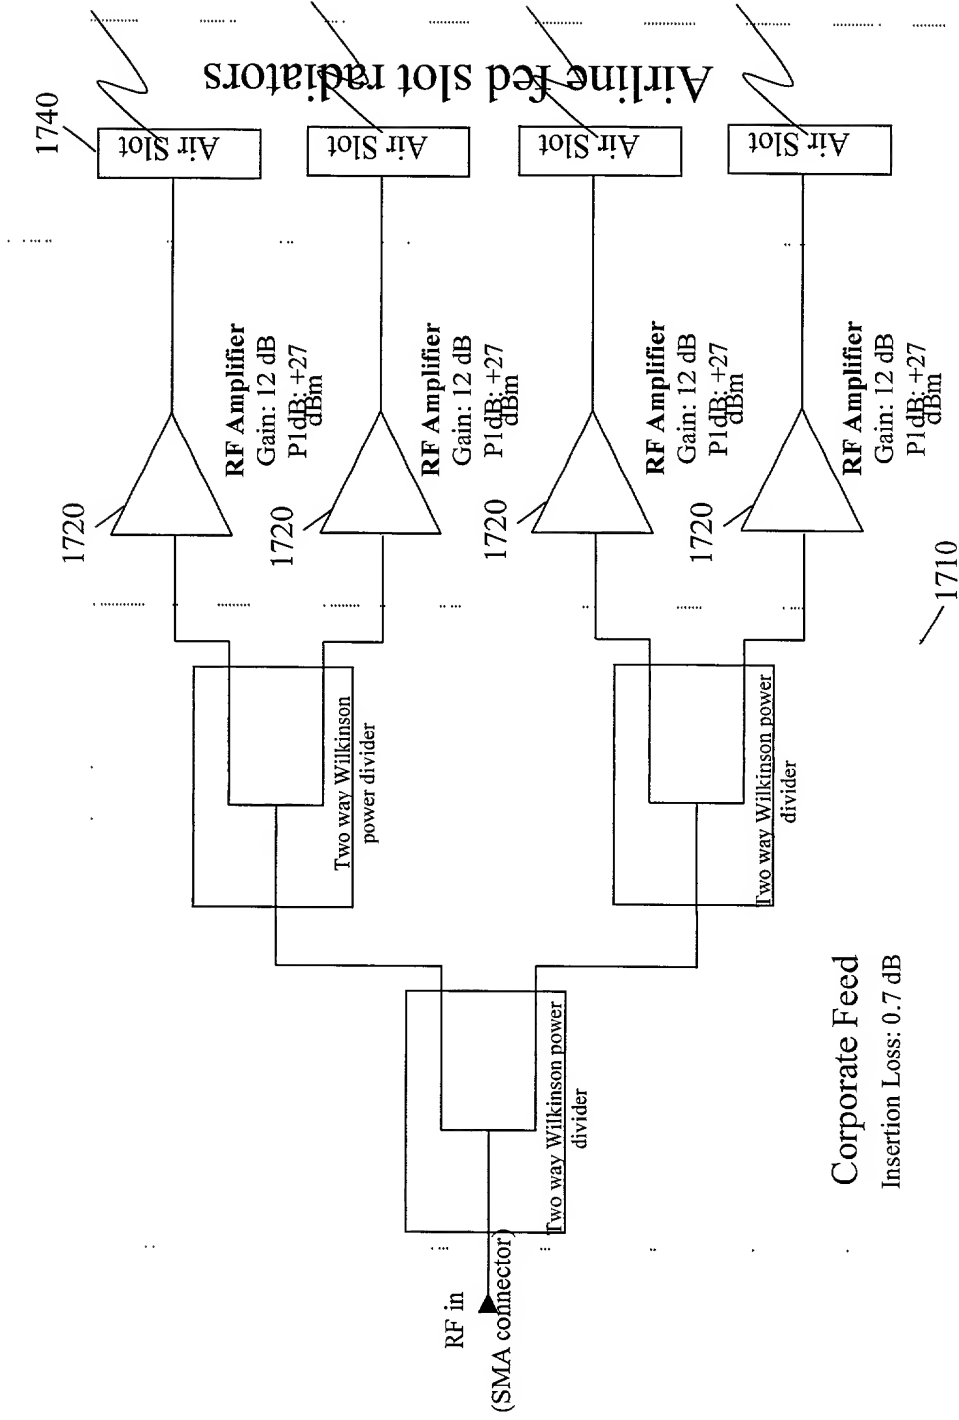 RF in
(SMA connector)
Two way Wilkinson power
divider
Corporate Feed
Insertion Loss: 0.7 dB
Two way Wilkinson
power divider
Two way Wilkinson power
divider
1710
1720
RF Amplifier
Gain: 12 dB
P1dB: +27
dBm
1720
RF Amplifier
Gain: 12 dB
P1dB: +27
dBm
1720
RF Amplifier
Gain: 12 dB
P1dB: +27
dBm
1720
RF Amplifier
Gain: 12 dB
P1dB: +27
dBm
1740
Air Slot
Air Slot
Air Slot
Air Slot
Airline fed slot radiators